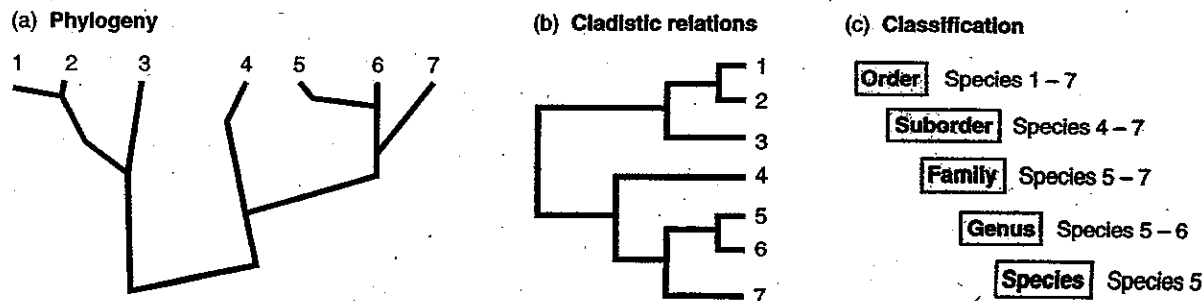 (a) Phylogeny
1 2 3 4 5 6 7
(b) Cladistic relations
1
2
3
4
5
6
7
(c) Classification
Order Species 1 – 7
Suborder Species 4 – 7
Family Species 5 – 7
Genus Species 5 – 6
Species Species 5